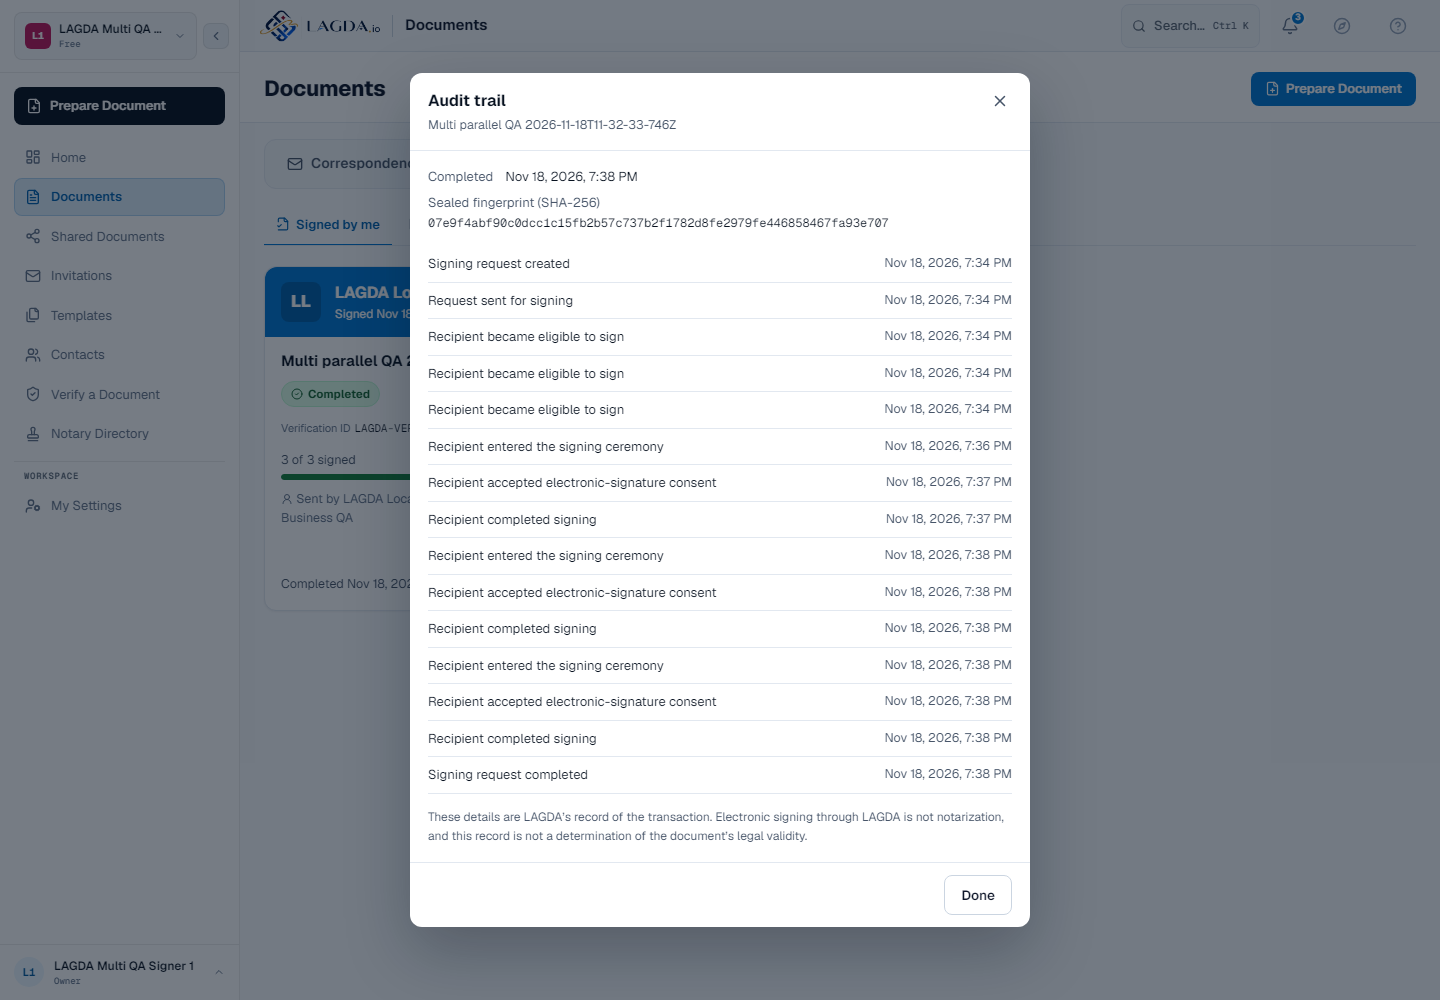 L1
LAGDA Multi QA ...
Free
LAGDA.io
Documents
Search...
Ctrl K
3
Prepare Document
Home
Documents
Shared Documents
Invitations
Templates
Contacts
Verify a Document
Notary Directory
WORKSPACE
My Settings
L1
LAGDA Multi QA Signer 1
Owner
Documents
Prepare Document
Signed by me
LL
Multi parallel QA
Completed
Verification ID
3 of 3 signed
Sent by LAGDA
Business QA
Completed Nov 18,
Audit trail
Multi parallel QA 2026-11-18T11-32-33-746Z
Completed Nov 18, 2026, 7:38 PM
Sealed fingerprint (SHA-256)
07e9f4abf90c0dcc1c15fb2b57c737b2f1782d8fe2979fe446858467fa93e707
Signing request created Nov 18, 2026, 7:34 PM
Request sent for signing Nov 18, 2026, 7:34 PM
Recipient became eligible to sign Nov 18, 2026, 7:34 PM
Recipient became eligible to sign Nov 18, 2026, 7:34 PM
Recipient became eligible to sign Nov 18, 2026, 7:34 PM
Recipient entered the signing ceremony Nov 18, 2026, 7:36 PM
Recipient accepted electronic-signature consent Nov 18, 2026, 7:37 PM
Recipient completed signing Nov 18, 2026, 7:37 PM
Recipient entered the signing ceremony Nov 18, 2026, 7:38 PM
Recipient accepted electronic-signature consent Nov 18, 2026, 7:38 PM
Recipient completed signing Nov 18, 2026, 7:38 PM
Recipient entered the signing ceremony Nov 18, 2026, 7:38 PM
Recipient accepted electronic-signature consent Nov 18, 2026, 7:38 PM
Recipient completed signing Nov 18, 2026, 7:38 PM
Signing request completed Nov 18, 2026, 7:38 PM
These details are LAGDA's record of the transaction. Electronic signing through LAGDA is not notarization,
and this record is not a determination of the document's legal validity.
Done